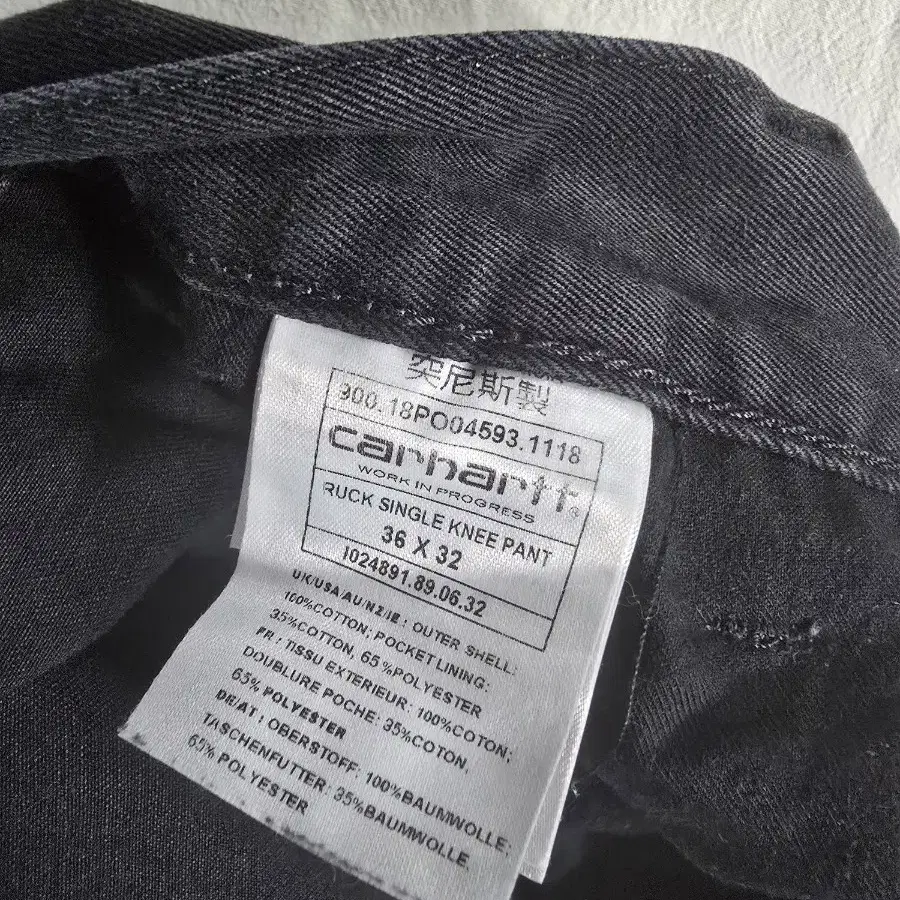 突尼斯製
900.18PO04593.1118
carhartt®
WORK IN PROGRESS
RUCK SINGLE KNEE PANT
36 X 32
I024891.89.06.32
UK/USA/AU/NZ/IE : OUTER SHELL:
100%COTTON; POCKET LINING:
35%COTTON, 65%POLYESTER
FR : TISSU EXTERIEUR: 100%COTON;
DOUBLURE POCHE: 35%COTON,
65% POLYESTER
DE/AT : OBERSTOFF: 100%BAUMWOLLE;
TASCHENFUTTER: 35%BAUMWOLLE,
65% POLYESTER